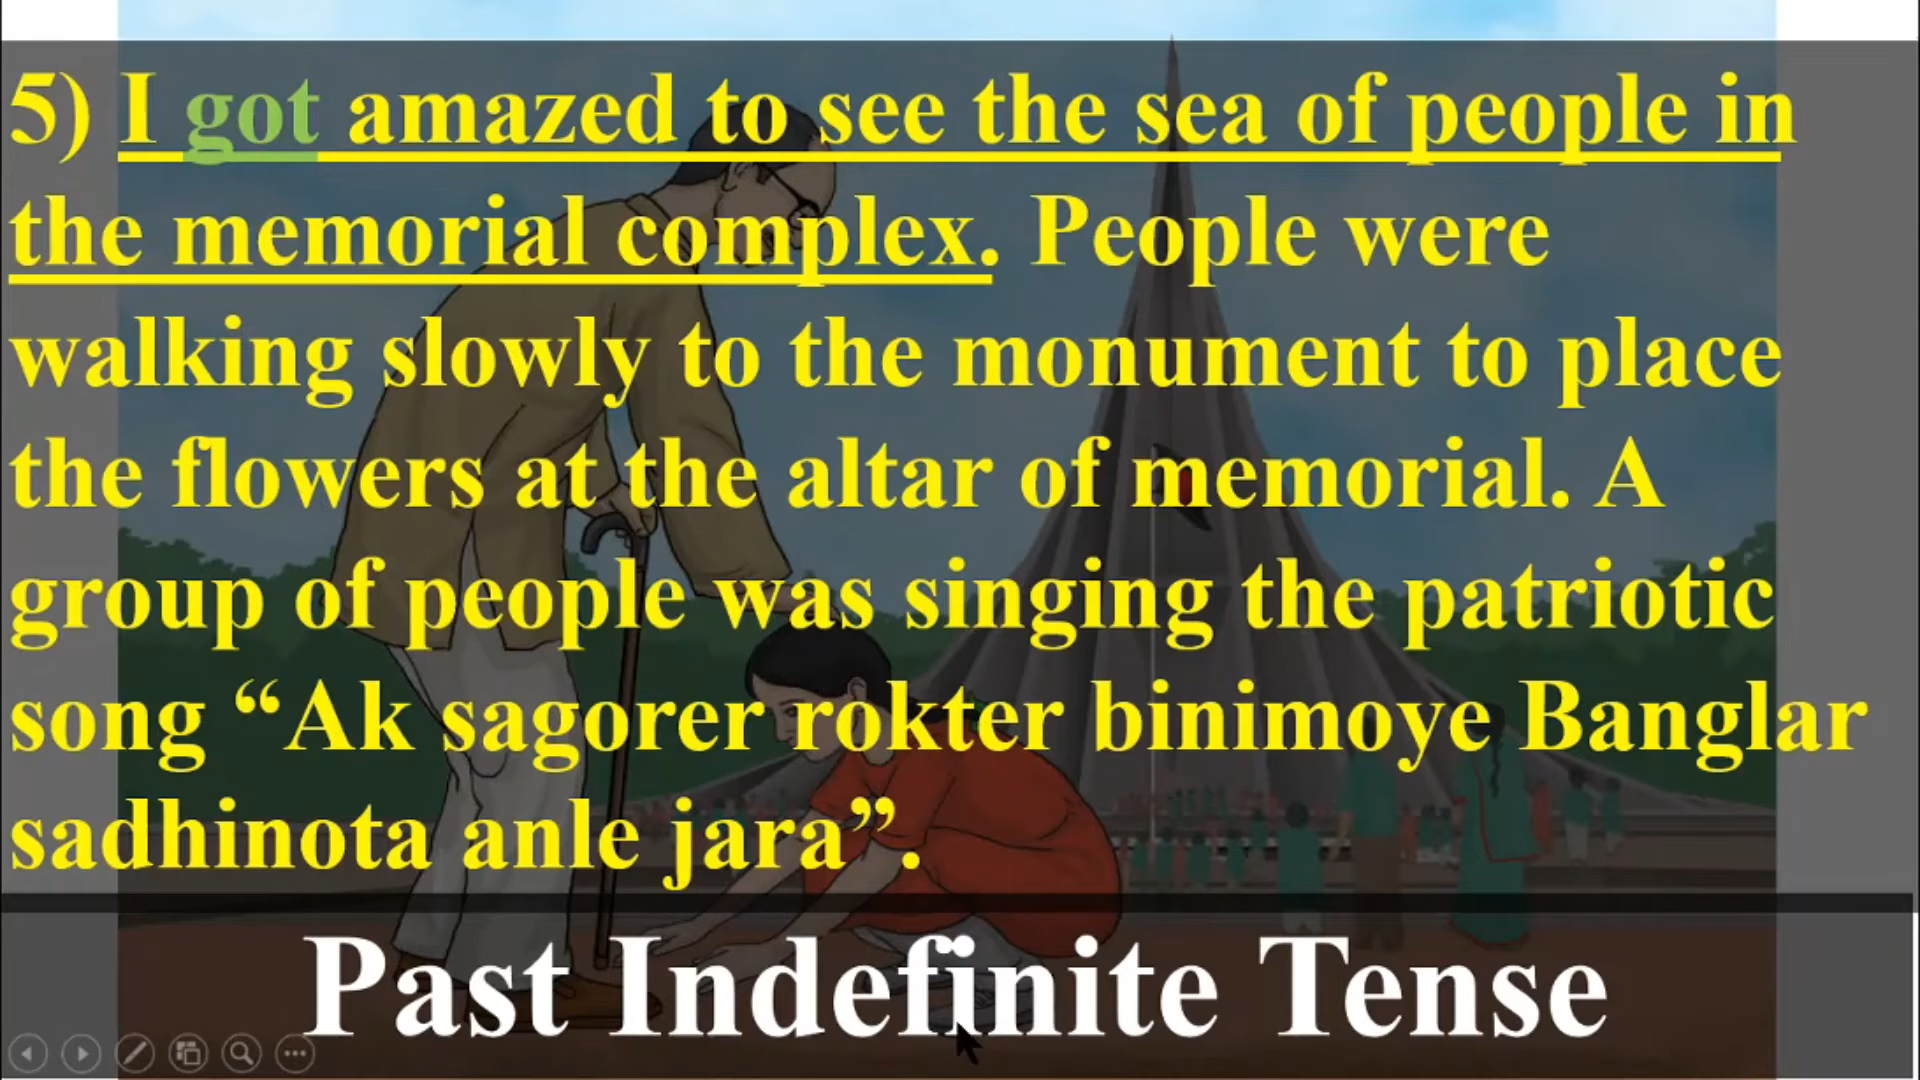 5) I got amazed to see the sea of people in
the memorial complex. People were
walking slowly to the monument to place
the flowers at the altar of memorial. A
group of people was singing the patriotic
song “Ak sagorer rokter binimoye Banglar
sadhinota anle jara”.
Past Indefinite Tense